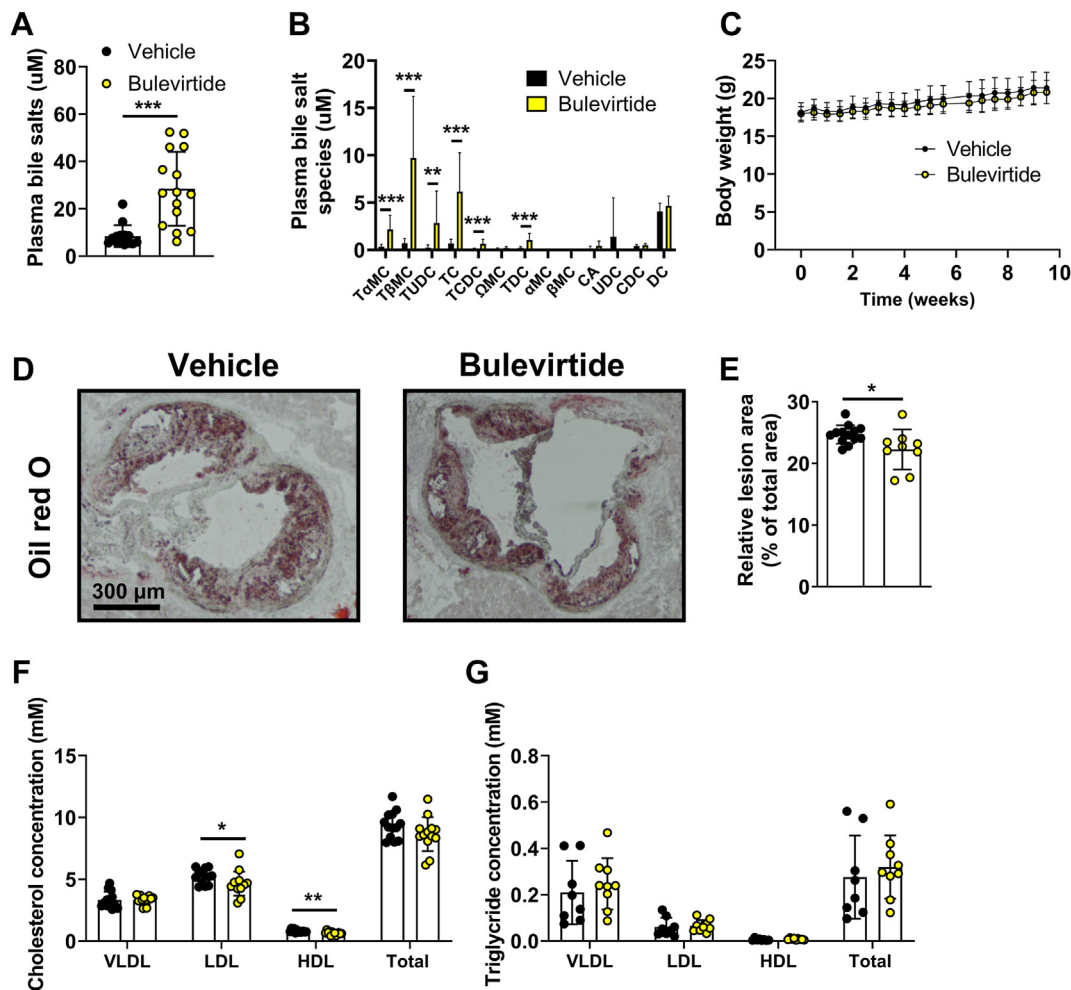 A
Vehicle
Bulevirtide
Plasma bile salts (uM)
80
60
40
20
0
***
B
Plasma bile salt
species (uM)
20
15
10
5
0
Vehicle
Bulevirtide
***
***
**
***
***
***
TαMC
TβMC
TUDC
TC
TCDC
ΩMC
TDC
αMC
βMC
CA
UDC
CDC
DC
C
Body weight (g)
25
20
15
10
5
0
Vehicle
Bulevirtide
0
2
4
6
8
10
Time (weeks)
D
Vehicle
Bulevirtide
Oil red O
300 µm
E
Relative lesion area
(% of total area)
30
20
10
0
*
F
Cholesterol concentration (mM)
15
10
5
0
*
**
VLDL
LDL
HDL
Total
G
Triglyceride concentration (mM)
0.8
0.6
0.4
0.2
0.0
VLDL
LDL
HDL
Total